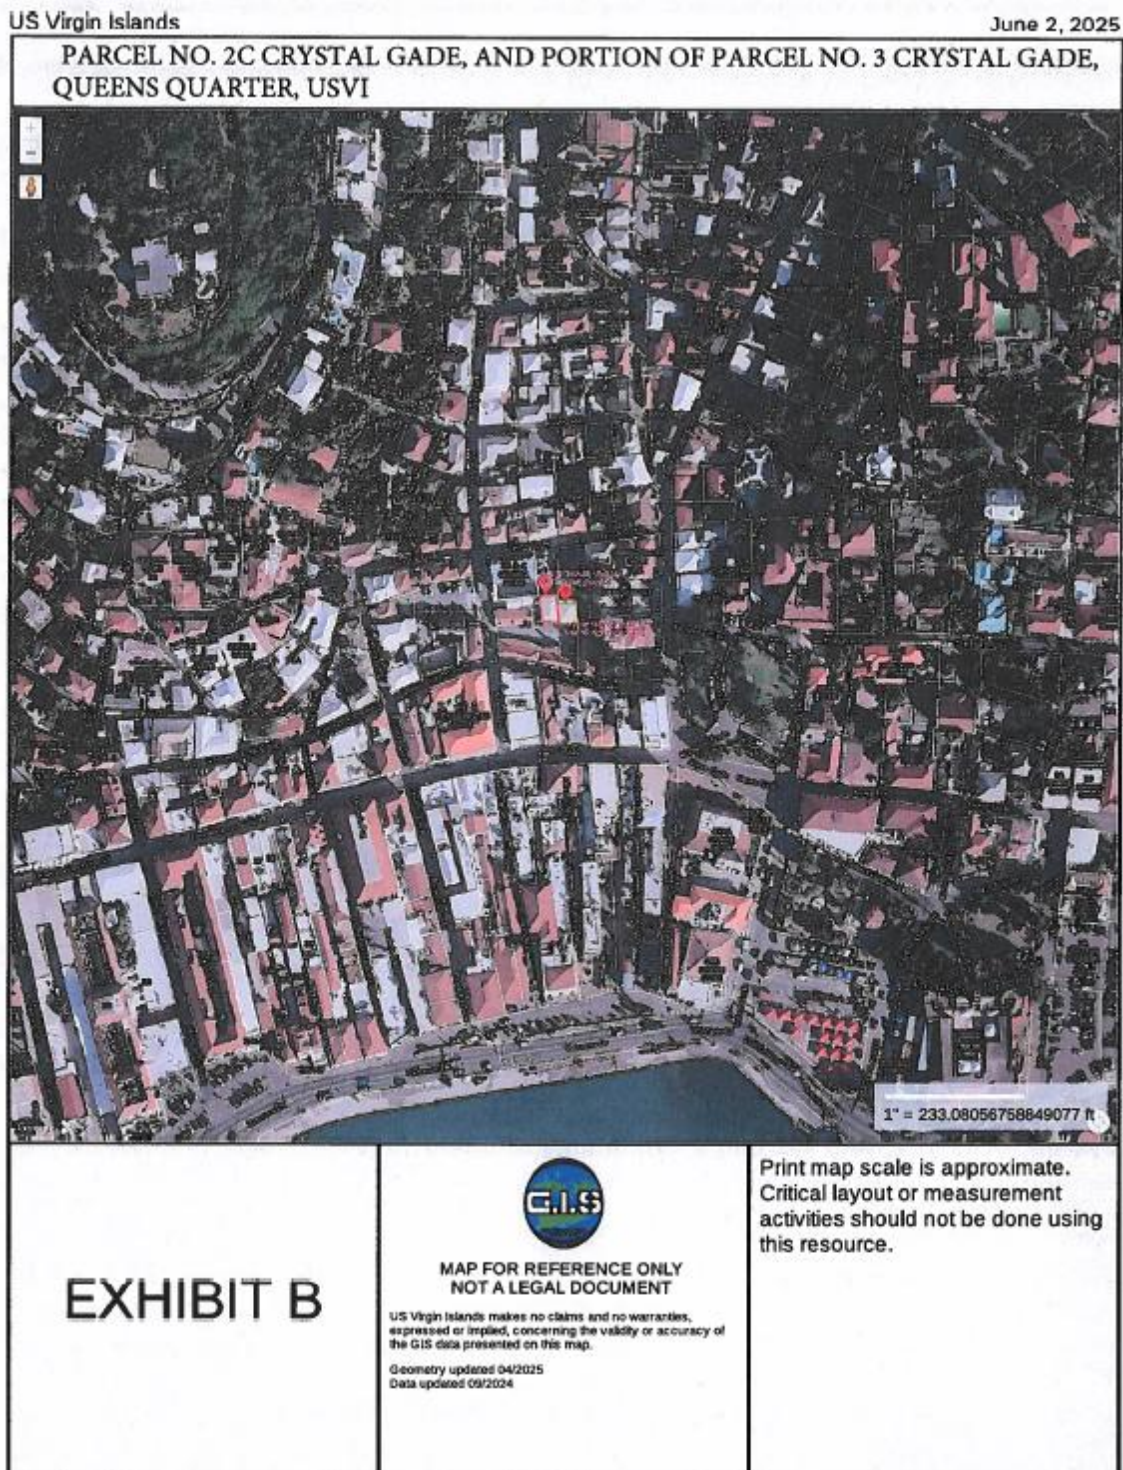 US Virgin Islands
June 2, 2025
PARCEL NO. 2C CRYSTAL GADE, AND PORTION OF PARCEL NO. 3 CRYSTAL GADE,
QUEENS QUARTER, USVI
+
-
1" = 233.08056758849077 ft
EXHIBIT B
G.I.S
MAP FOR REFERENCE ONLY
NOT A LEGAL DOCUMENT
US Virgin Islands makes no claims and no warranties,
expressed or implied, concerning the validity or accuracy of
the GIS data presented on this map.
Geometry updated 04/2025
Data updated 09/2024
Print map scale is approximate.
Critical layout or measurement
activities should not be done using
this resource.